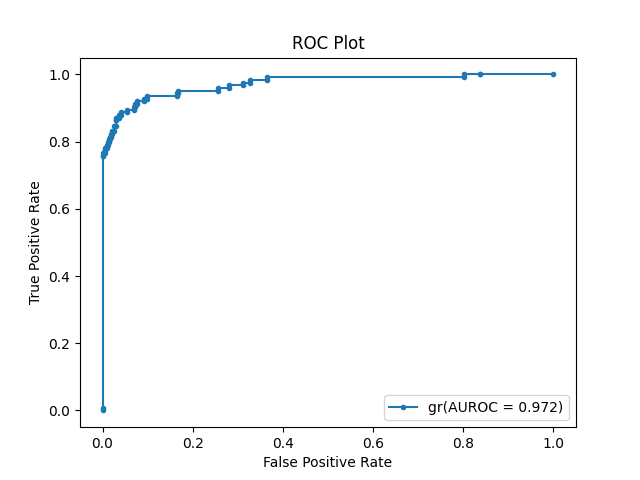 ROC Plot
1.0
0.8
0.6
0.4
0.2
0.0
True Positive Rate
gr(AUROC = 0.972)
0.0 0.2 0.4 0.6 0.8 1.0
False Positive Rate